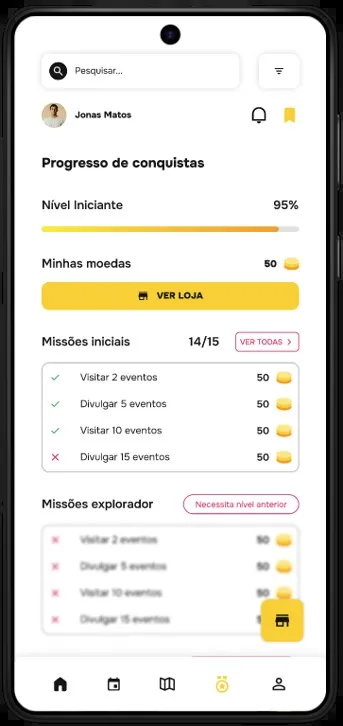 Pesquisar...
Jonas Matos
Progresso de conquistas
Nível Iniciante 95%
Minhas moedas 50
VER LOJA
Missões iniciais 14/15 VER TODAS
Visitar 2 eventos 50
Divulgar 5 eventos 50
Visitar 10 eventos 50
Divulgar 15 eventos 50
Missões explorador Necessita nível anterior
Visitar 2 eventos 50
Divulgar 5 eventos 50
Visitar 10 eventos 50
Divulgar 15 eventos 50